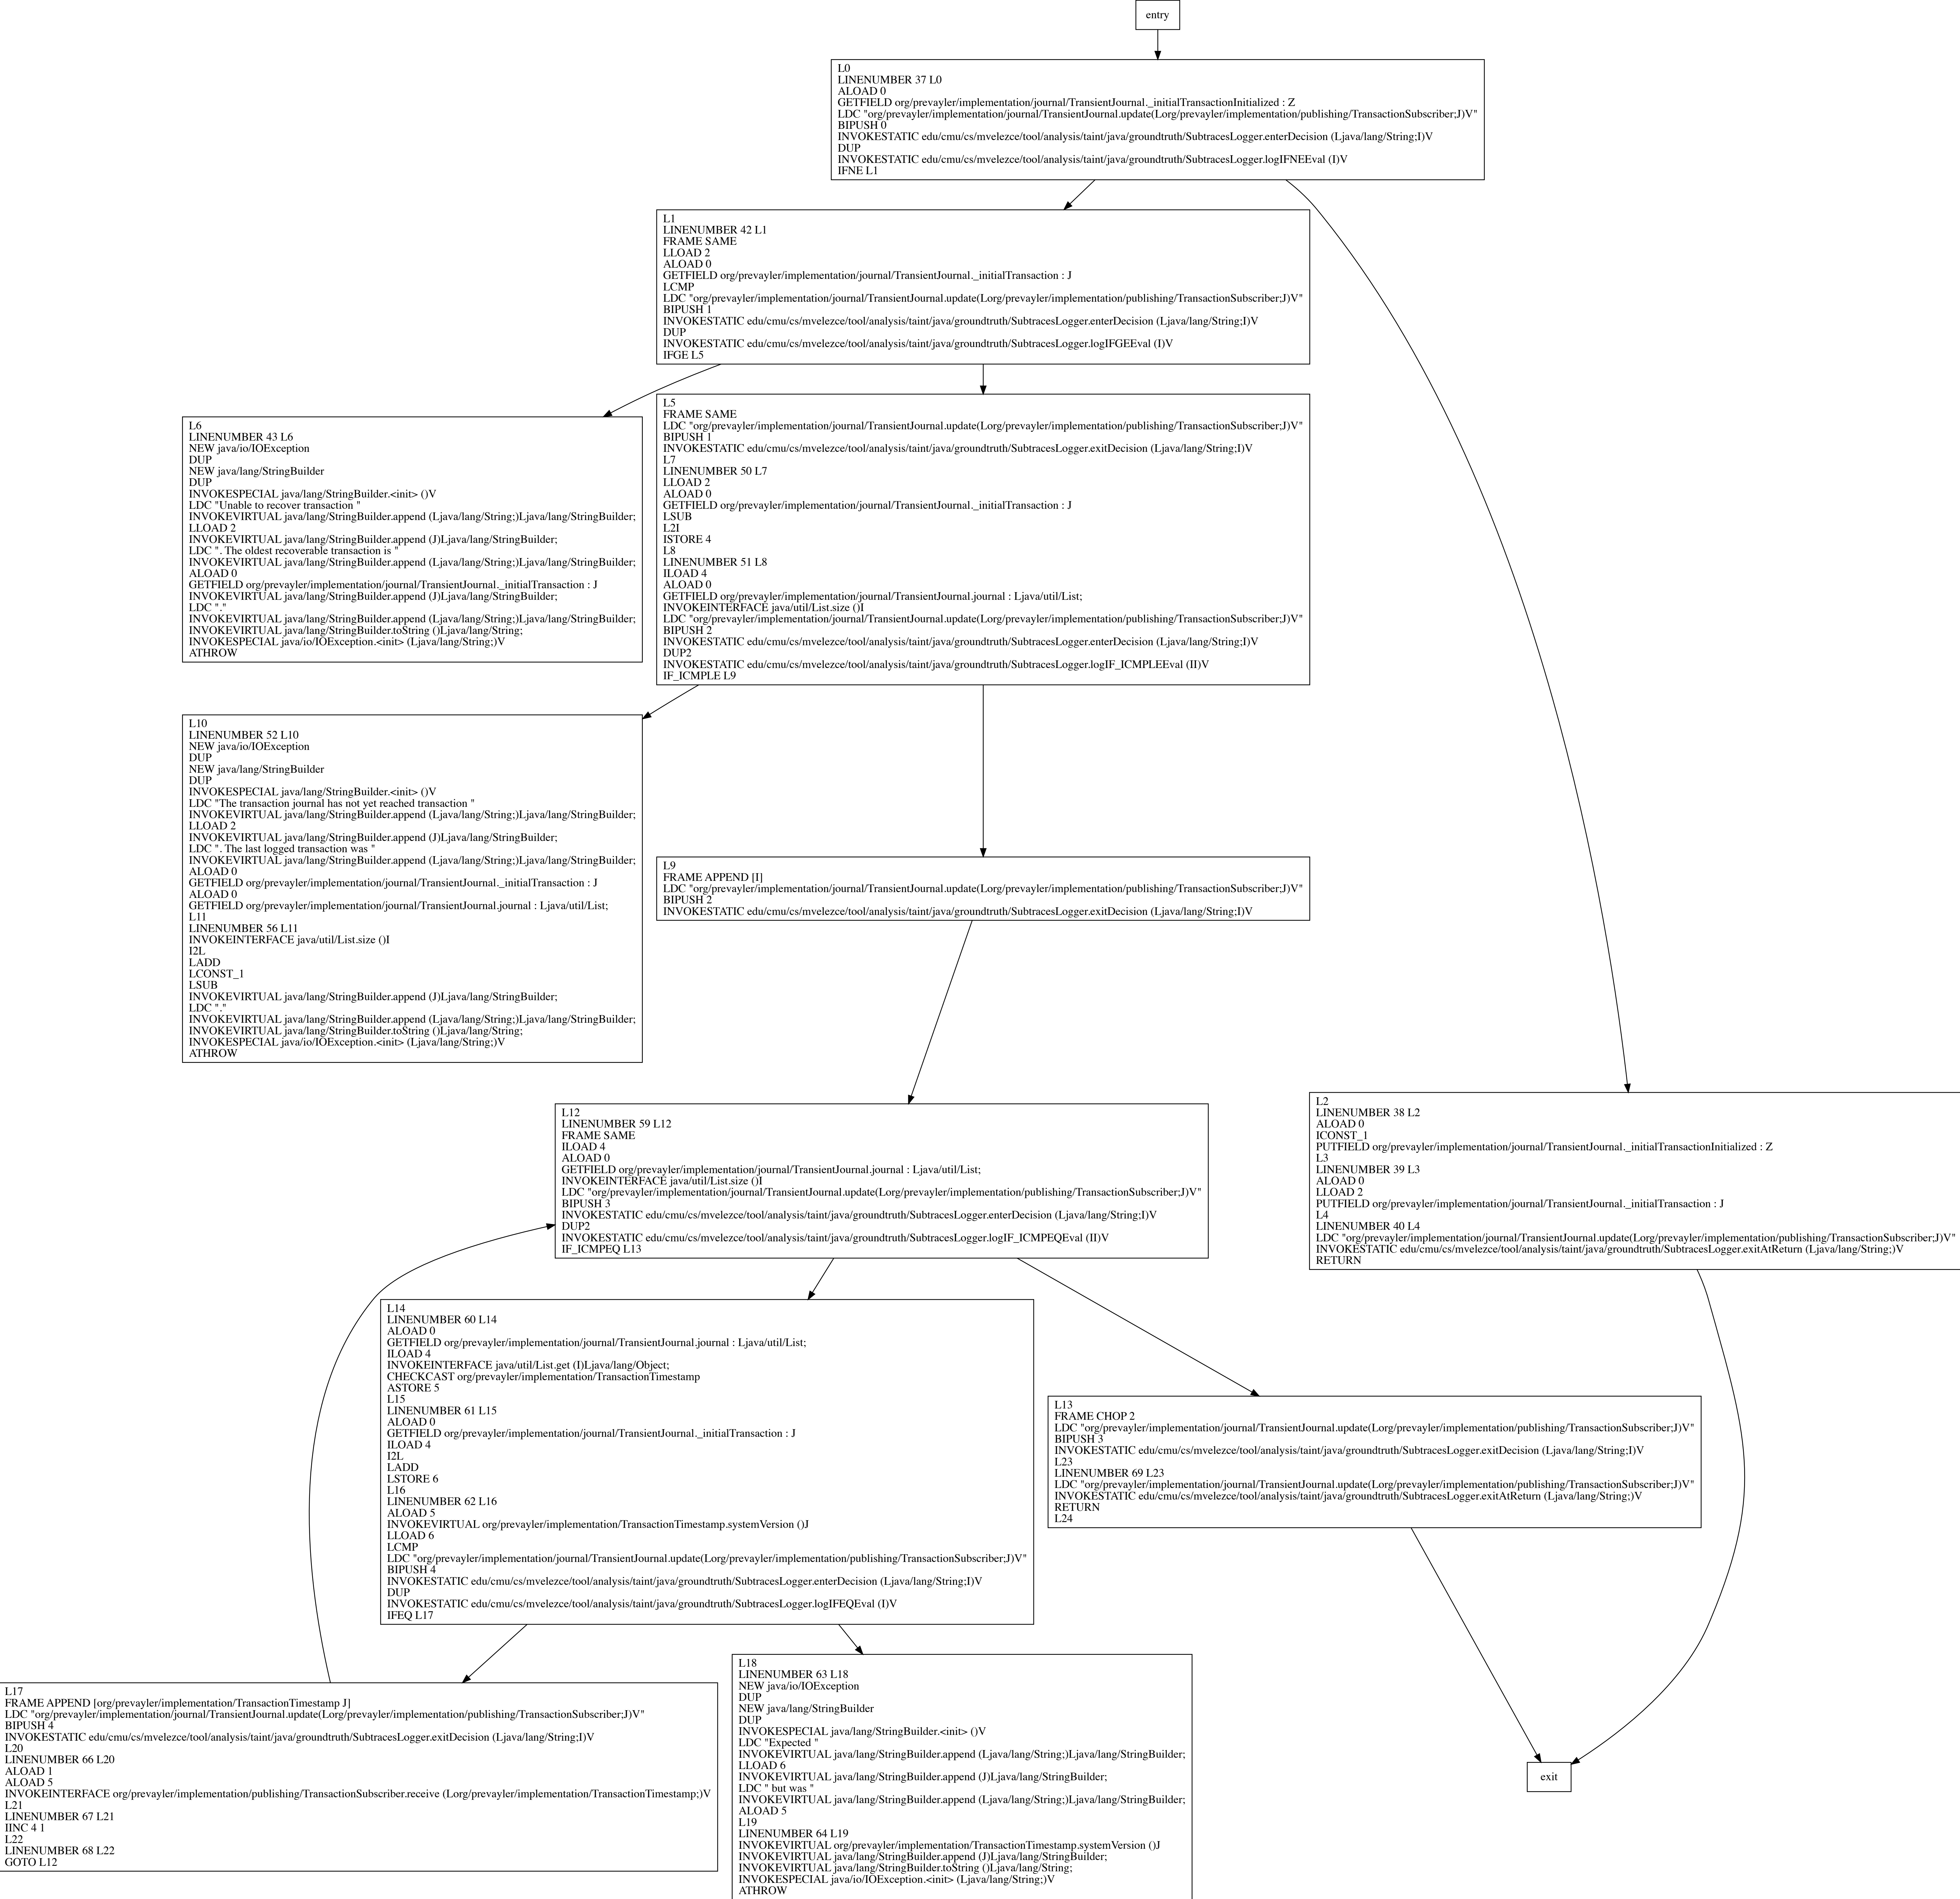 entry
L0
LINENUMBER 37 L0
ALOAD 0
GETFIELD org/prevayler/implementation/journal/TransientJournal._initialTransactionInitialized : Z
LDC "org/prevayler/implementation/journal/TransientJournal.update(Lorg/prevayler/implementation/publishing/TransactionSubscriber;J)V"
BIPUSH 0
INVOKESTATIC edu/cmu/cs/mvelezce/tool/analysis/taint/java/groundtruth/SubtracesLogger.enterDecision (Ljava/lang/String;I)V
DUP
INVOKESTATIC edu/cmu/cs/mvelezce/tool/analysis/taint/java/groundtruth/SubtracesLogger.logIFNEEval (I)V
IFNE L1
L1
LINENUMBER 42 L1
FRAME SAME
LLOAD 2
ALOAD 0
GETFIELD org/prevayler/implementation/journal/TransientJournal._initialTransaction : J
LCMP
LDC "org/prevayler/implementation/journal/TransientJournal.update(Lorg/prevayler/implementation/publishing/TransactionSubscriber;J)V"
BIPUSH 1
INVOKESTATIC edu/cmu/cs/mvelezce/tool/analysis/taint/java/groundtruth/SubtracesLogger.enterDecision (Ljava/lang/String;I)V
DUP
INVOKESTATIC edu/cmu/cs/mvelezce/tool/analysis/taint/java/groundtruth/SubtracesLogger.logIFGEEval (I)V
IFGE L5
L6
LINENUMBER 43 L6
NEW java/io/IOException
DUP
NEW java/lang/StringBuilder
DUP
INVOKESPECIAL java/lang/StringBuilder.<init> ()V
LDC "Unable to recover transaction "
INVOKEVIRTUAL java/lang/StringBuilder.append (Ljava/lang/String;)Ljava/lang/StringBuilder;
LLOAD 2
INVOKEVIRTUAL java/lang/StringBuilder.append (J)Ljava/lang/StringBuilder;
LDC ". The oldest recoverable transaction is "
INVOKEVIRTUAL java/lang/StringBuilder.append (Ljava/lang/String;)Ljava/lang/StringBuilder;
ALOAD 0
GETFIELD org/prevayler/implementation/journal/TransientJournal._initialTransaction : J
INVOKEVIRTUAL java/lang/StringBuilder.append (J)Ljava/lang/StringBuilder;
LDC "."
INVOKEVIRTUAL java/lang/StringBuilder.append (Ljava/lang/String;)Ljava/lang/StringBuilder;
INVOKEVIRTUAL java/lang/StringBuilder.toString ()Ljava/lang/String;
INVOKESPECIAL java/io/IOException.<init> (Ljava/lang/String;)V
ATHROW
L5
FRAME SAME
LDC "org/prevayler/implementation/journal/TransientJournal.update(Lorg/prevayler/implementation/publishing/TransactionSubscriber;J)V"
BIPUSH 1
INVOKESTATIC edu/cmu/cs/mvelezce/tool/analysis/taint/java/groundtruth/SubtracesLogger.exitDecision (Ljava/lang/String;I)V
L7
LINENUMBER 50 L7
LLOAD 2
ALOAD 0
GETFIELD org/prevayler/implementation/journal/TransientJournal._initialTransaction : J
LSUB
L2I
ISTORE 4
L8
LINENUMBER 51 L8
ILOAD 4
ALOAD 0
GETFIELD org/prevayler/implementation/journal/TransientJournal.journal : Ljava/util/List;
INVOKEINTERFACE java/util/List.size ()I
LDC "org/prevayler/implementation/journal/TransientJournal.update(Lorg/prevayler/implementation/publishing/TransactionSubscriber;J)V"
BIPUSH 2
INVOKESTATIC edu/cmu/cs/mvelezce/tool/analysis/taint/java/groundtruth/SubtracesLogger.enterDecision (Ljava/lang/String;I)V
DUP2
INVOKESTATIC edu/cmu/cs/mvelezce/tool/analysis/taint/java/groundtruth/SubtracesLogger.logIF_ICMPLEEval (II)V
IF_ICMPLE L9
L10
LINENUMBER 52 L10
NEW java/io/IOException
DUP
NEW java/lang/StringBuilder
DUP
INVOKESPECIAL java/lang/StringBuilder.<init> ()V
LDC "The transaction journal has not yet reached transaction "
INVOKEVIRTUAL java/lang/StringBuilder.append (Ljava/lang/String;)Ljava/lang/StringBuilder;
LLOAD 2
INVOKEVIRTUAL java/lang/StringBuilder.append (J)Ljava/lang/StringBuilder;
LDC ". The last logged transaction was "
INVOKEVIRTUAL java/lang/StringBuilder.append (Ljava/lang/String;)Ljava/lang/StringBuilder;
ALOAD 0
GETFIELD org/prevayler/implementation/journal/TransientJournal._initialTransaction : J
ALOAD 0
GETFIELD org/prevayler/implementation/journal/TransientJournal.journal : Ljava/util/List;
L11
LINENUMBER 56 L11
INVOKEINTERFACE java/util/List.size ()I
I2L
LADD
LCONST_1
LSUB
INVOKEVIRTUAL java/lang/StringBuilder.append (J)Ljava/lang/StringBuilder;
LDC "."
INVOKEVIRTUAL java/lang/StringBuilder.append (Ljava/lang/String;)Ljava/lang/StringBuilder;
INVOKEVIRTUAL java/lang/StringBuilder.toString ()Ljava/lang/String;
INVOKESPECIAL java/io/IOException.<init> (Ljava/lang/String;)V
ATHROW
L9
FRAME APPEND [I]
LDC "org/prevayler/implementation/journal/TransientJournal.update(Lorg/prevayler/implementation/publishing/TransactionSubscriber;J)V"
BIPUSH 2
INVOKESTATIC edu/cmu/cs/mvelezce/tool/analysis/taint/java/groundtruth/SubtracesLogger.exitDecision (Ljava/lang/String;I)V
L12
LINENUMBER 59 L12
FRAME SAME
ILOAD 4
ALOAD 0
GETFIELD org/prevayler/implementation/journal/TransientJournal.journal : Ljava/util/List;
INVOKEINTERFACE java/util/List.size ()I
LDC "org/prevayler/implementation/journal/TransientJournal.update(Lorg/prevayler/implementation/publishing/TransactionSubscriber;J)V"
BIPUSH 3
INVOKESTATIC edu/cmu/cs/mvelezce/tool/analysis/taint/java/groundtruth/SubtracesLogger.enterDecision (Ljava/lang/String;I)V
DUP2
INVOKESTATIC edu/cmu/cs/mvelezce/tool/analysis/taint/java/groundtruth/SubtracesLogger.logIF_ICMPEQEval (II)V
IF_ICMPEQ L13
L2
LINENUMBER 38 L2
ALOAD 0
ICONST_1
PUTFIELD org/prevayler/implementation/journal/TransientJournal._initialTransactionInitialized : Z
L3
LINENUMBER 39 L3
ALOAD 0
LLOAD 2
PUTFIELD org/prevayler/implementation/journal/TransientJournal._initialTransaction : J
L4
LINENUMBER 40 L4
LDC "org/prevayler/implementation/journal/TransientJournal.update(Lorg/prevayler/implementation/publishing/TransactionSubscriber;J)V"
INVOKESTATIC edu/cmu/cs/mvelezce/tool/analysis/taint/java/groundtruth/SubtracesLogger.exitAtReturn (Ljava/lang/String;)V
RETURN
L14
LINENUMBER 60 L14
ALOAD 0
GETFIELD org/prevayler/implementation/journal/TransientJournal.journal : Ljava/util/List;
ILOAD 4
INVOKEINTERFACE java/util/List.get (I)Ljava/lang/Object;
CHECKCAST org/prevayler/implementation/TransactionTimestamp
ASTORE 5
L15
LINENUMBER 61 L15
ALOAD 0
GETFIELD org/prevayler/implementation/journal/TransientJournal._initialTransaction : J
ILOAD 4
I2L
LADD
LSTORE 6
L16
LINENUMBER 62 L16
ALOAD 5
INVOKEVIRTUAL org/prevayler/implementation/TransactionTimestamp.systemVersion ()J
LLOAD 6
LCMP
LDC "org/prevayler/implementation/journal/TransientJournal.update(Lorg/prevayler/implementation/publishing/TransactionSubscriber;J)V"
BIPUSH 4
INVOKESTATIC edu/cmu/cs/mvelezce/tool/analysis/taint/java/groundtruth/SubtracesLogger.enterDecision (Ljava/lang/String;I)V
DUP
INVOKESTATIC edu/cmu/cs/mvelezce/tool/analysis/taint/java/groundtruth/SubtracesLogger.logIFEQEval (I)V
IFEQ L17
L13
FRAME CHOP 2
LDC "org/prevayler/implementation/journal/TransientJournal.update(Lorg/prevayler/implementation/publishing/TransactionSubscriber;J)V"
BIPUSH 3
INVOKESTATIC edu/cmu/cs/mvelezce/tool/analysis/taint/java/groundtruth/SubtracesLogger.exitDecision (Ljava/lang/String;I)V
L23
LINENUMBER 69 L23
LDC "org/prevayler/implementation/journal/TransientJournal.update(Lorg/prevayler/implementation/publishing/TransactionSubscriber;J)V"
INVOKESTATIC edu/cmu/cs/mvelezce/tool/analysis/taint/java/groundtruth/SubtracesLogger.exitAtReturn (Ljava/lang/String;)V
RETURN
L24
L17
FRAME APPEND [org/prevayler/implementation/TransactionTimestamp J]
LDC "org/prevayler/implementation/journal/TransientJournal.update(Lorg/prevayler/implementation/publishing/TransactionSubscriber;J)V"
BIPUSH 4
INVOKESTATIC edu/cmu/cs/mvelezce/tool/analysis/taint/java/groundtruth/SubtracesLogger.exitDecision (Ljava/lang/String;I)V
L20
LINENUMBER 66 L20
ALOAD 1
ALOAD 5
INVOKEINTERFACE org/prevayler/implementation/publishing/TransactionSubscriber.receive (Lorg/prevayler/implementation/TransactionTimestamp;)V
L21
LINENUMBER 67 L21
IINC 4 1
L22
LINENUMBER 68 L22
GOTO L12
L18
LINENUMBER 63 L18
NEW java/io/IOException
DUP
NEW java/lang/StringBuilder
DUP
INVOKESPECIAL java/lang/StringBuilder.<init> ()V
LDC "Expected "
INVOKEVIRTUAL java/lang/StringBuilder.append (Ljava/lang/String;)Ljava/lang/StringBuilder;
LLOAD 6
INVOKEVIRTUAL java/lang/StringBuilder.append (J)Ljava/lang/StringBuilder;
LDC " but was "
INVOKEVIRTUAL java/lang/StringBuilder.append (Ljava/lang/String;)Ljava/lang/StringBuilder;
ALOAD 5
L19
LINENUMBER 64 L19
INVOKEVIRTUAL org/prevayler/implementation/TransactionTimestamp.systemVersion ()J
INVOKEVIRTUAL java/lang/StringBuilder.append (J)Ljava/lang/StringBuilder;
INVOKEVIRTUAL java/lang/StringBuilder.toString ()Ljava/lang/String;
INVOKESPECIAL java/io/IOException.<init> (Ljava/lang/String;)V
ATHROW
exit